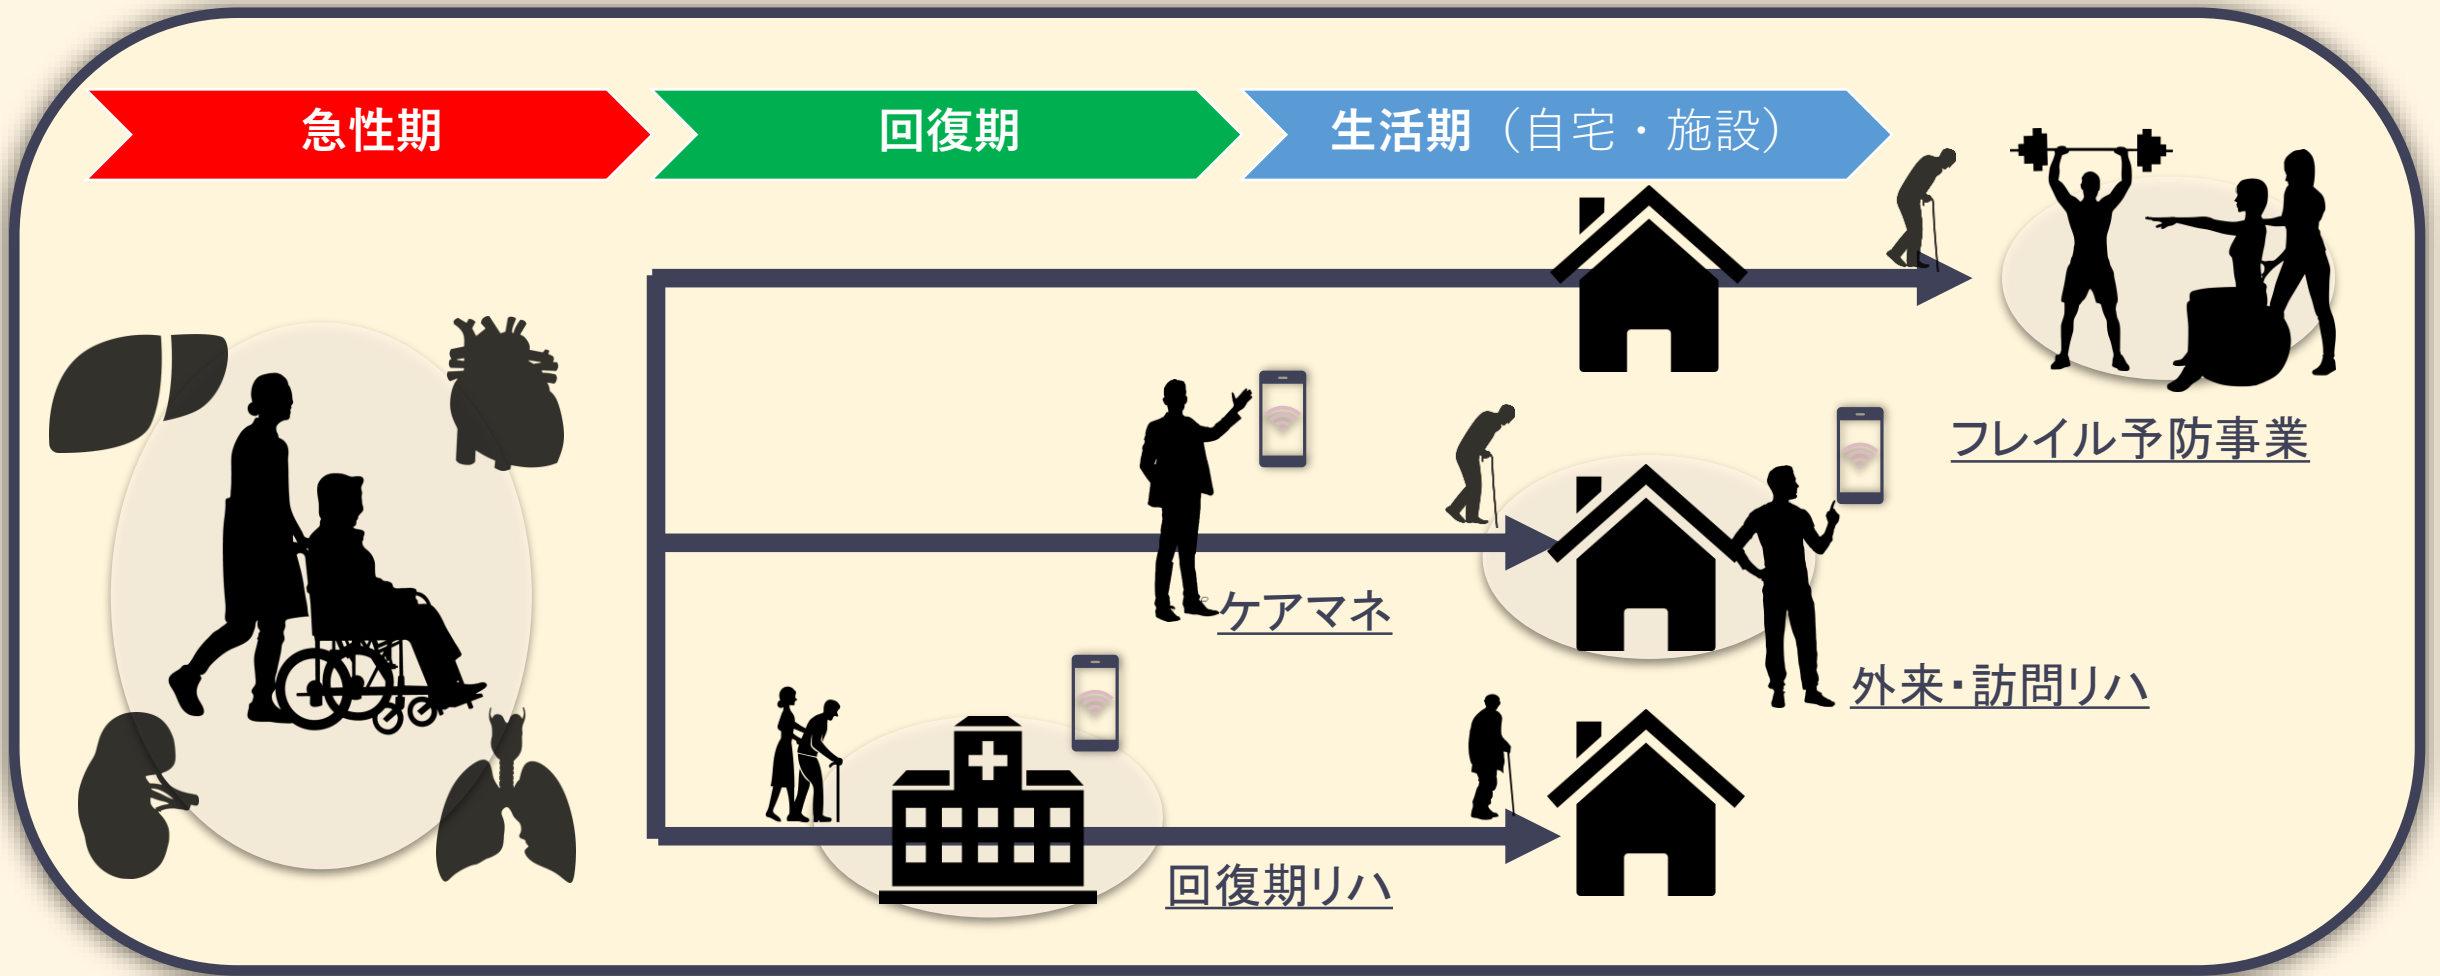 急性期
回復期
生活期（自宅・施設）
フレイル予防事業
ケアマネ
外来・訪問リハ
回復期リハ